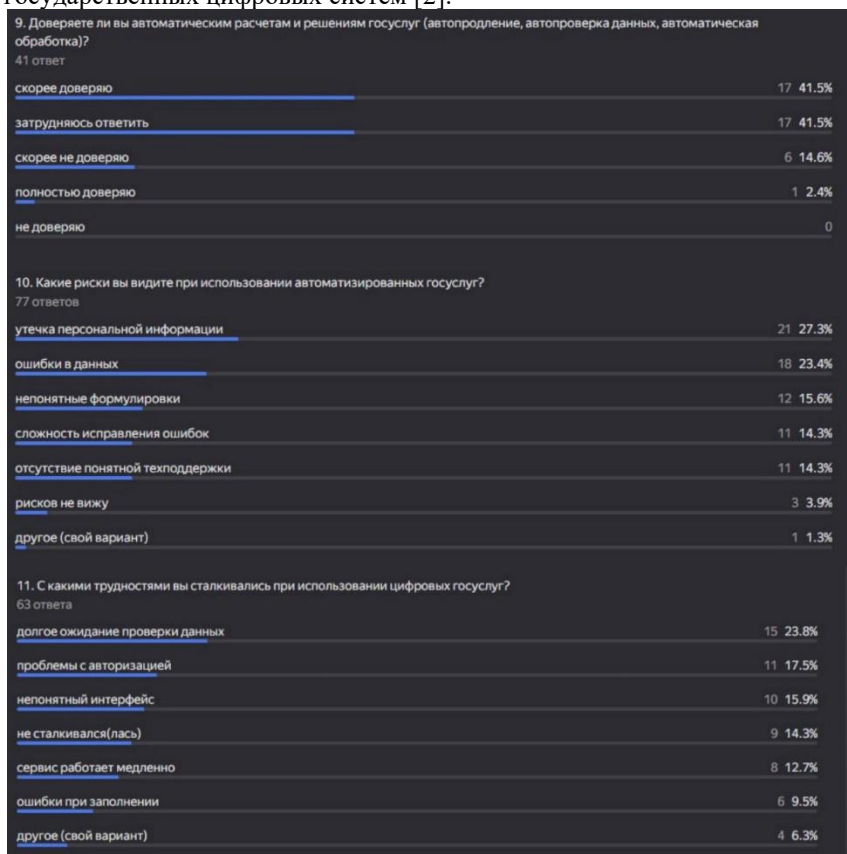 государственных цифровых систем [2].
9. Доверяете ли вы автоматическим расчетам и решениям госуслуг (автопродление, автопроверка данных, автоматическая
обработка)?
41 ответ
скорее доверяю 17 41.5%
затрудняюсь ответить 17 41.5%
скорее не доверяю 6 14.6%
полностью доверяю 1 2.4%
не доверяю 0
10. Какие риски вы видите при использовании автоматизированных госуслуг?
77 ответов
утечка персональной информации 21 27.3%
ошибки в данных 18 23.4%
непонятные формулировки 12 15.6%
сложность исправления ошибок 11 14.3%
отсутствие понятной техподдержки 11 14.3%
рисков не вижу 3 3.9%
другое (свой вариант) 1 1.3%
11. С какими трудностями вы сталкивались при использовании цифровых госуслуг?
63 ответа
долгое ожидание проверки данных 15 23.8%
проблемы с авторизацией 11 17.5%
непонятный интерфейс 10 15.9%
не сталкивался(лась) 9 14.3%
сервис работает медленно 8 12.7%
ошибки при заполнении 6 9.5%
другое (свой вариант) 4 6.3%